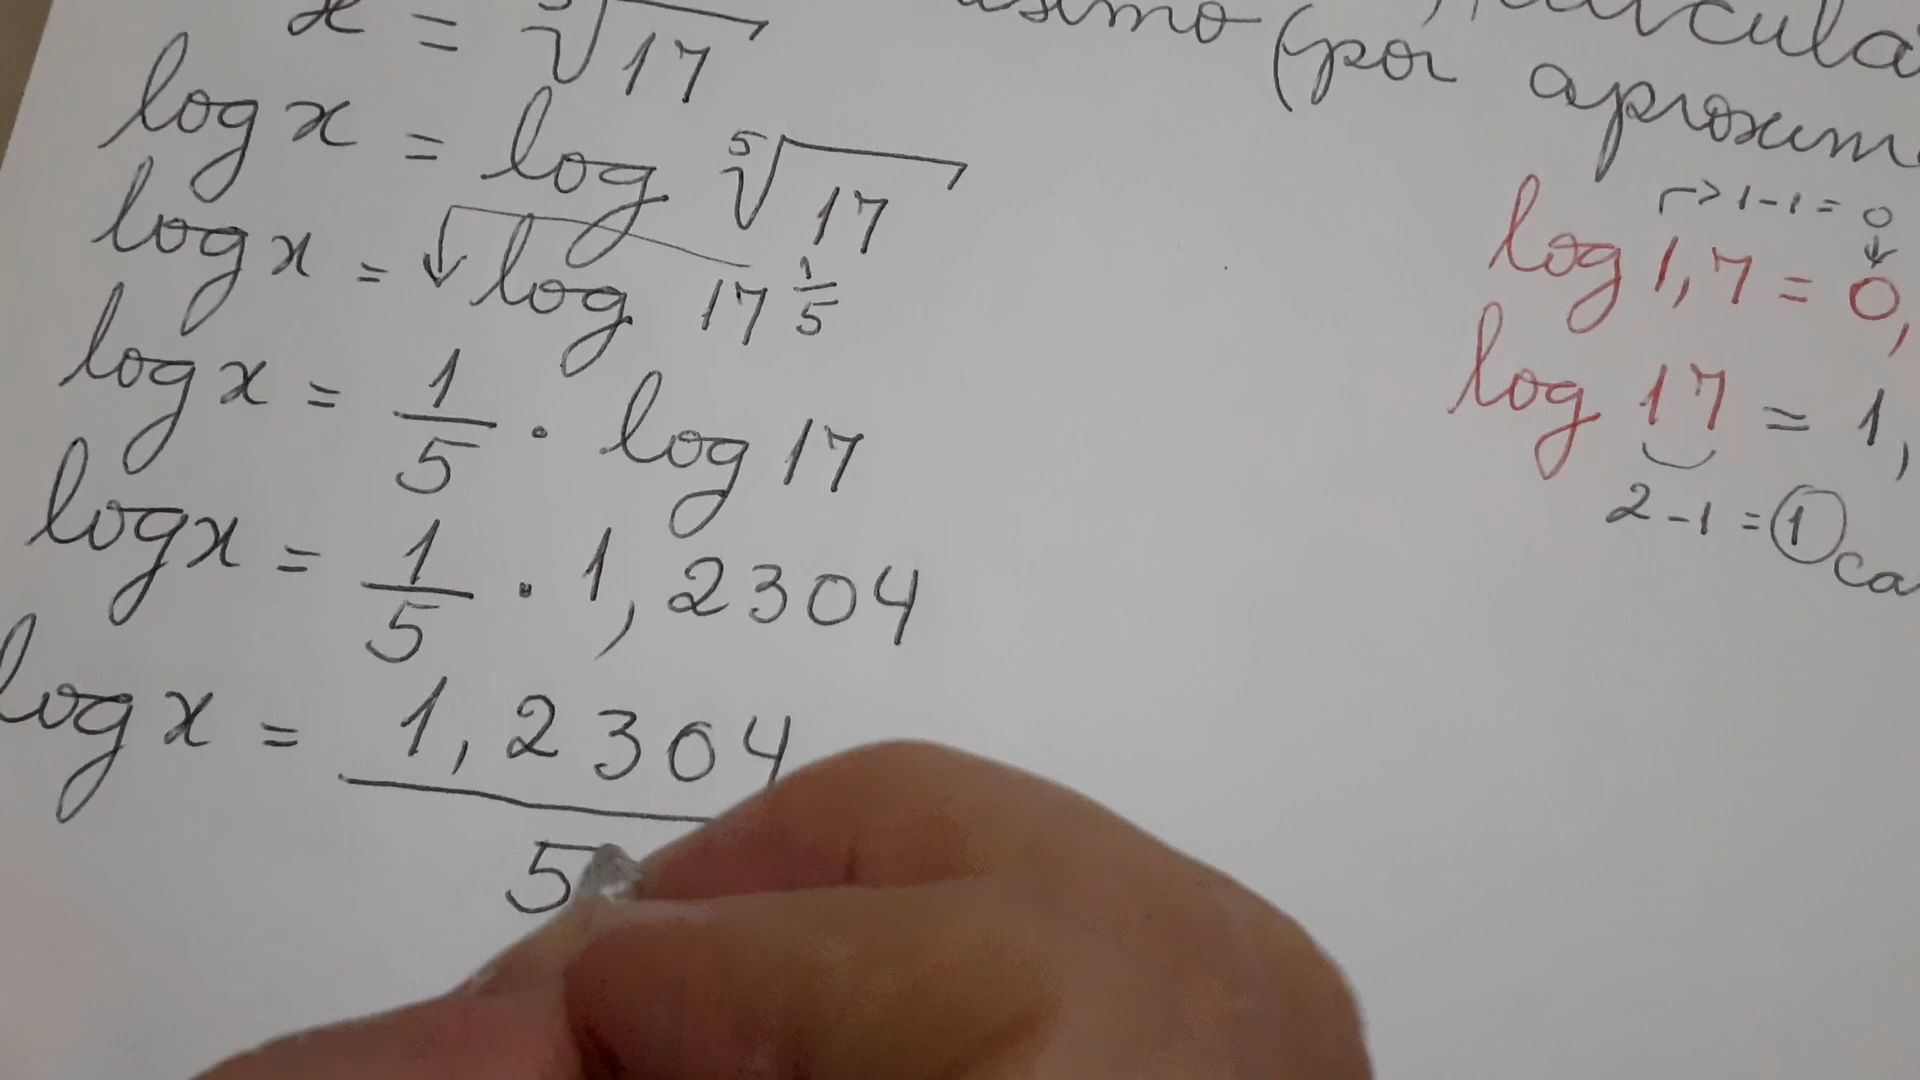 x = ⁵√17
log x = log ⁵√17
log x = log 17^(1/5)
log x = 1/5 · log 17
log x = 1/5 · 1,2304
log x = 1,2304/5
(por aproxim
→ 1-1= 0
↓
log 1,7 = 0,
log 17 = 1,
2-1 = 1 ca